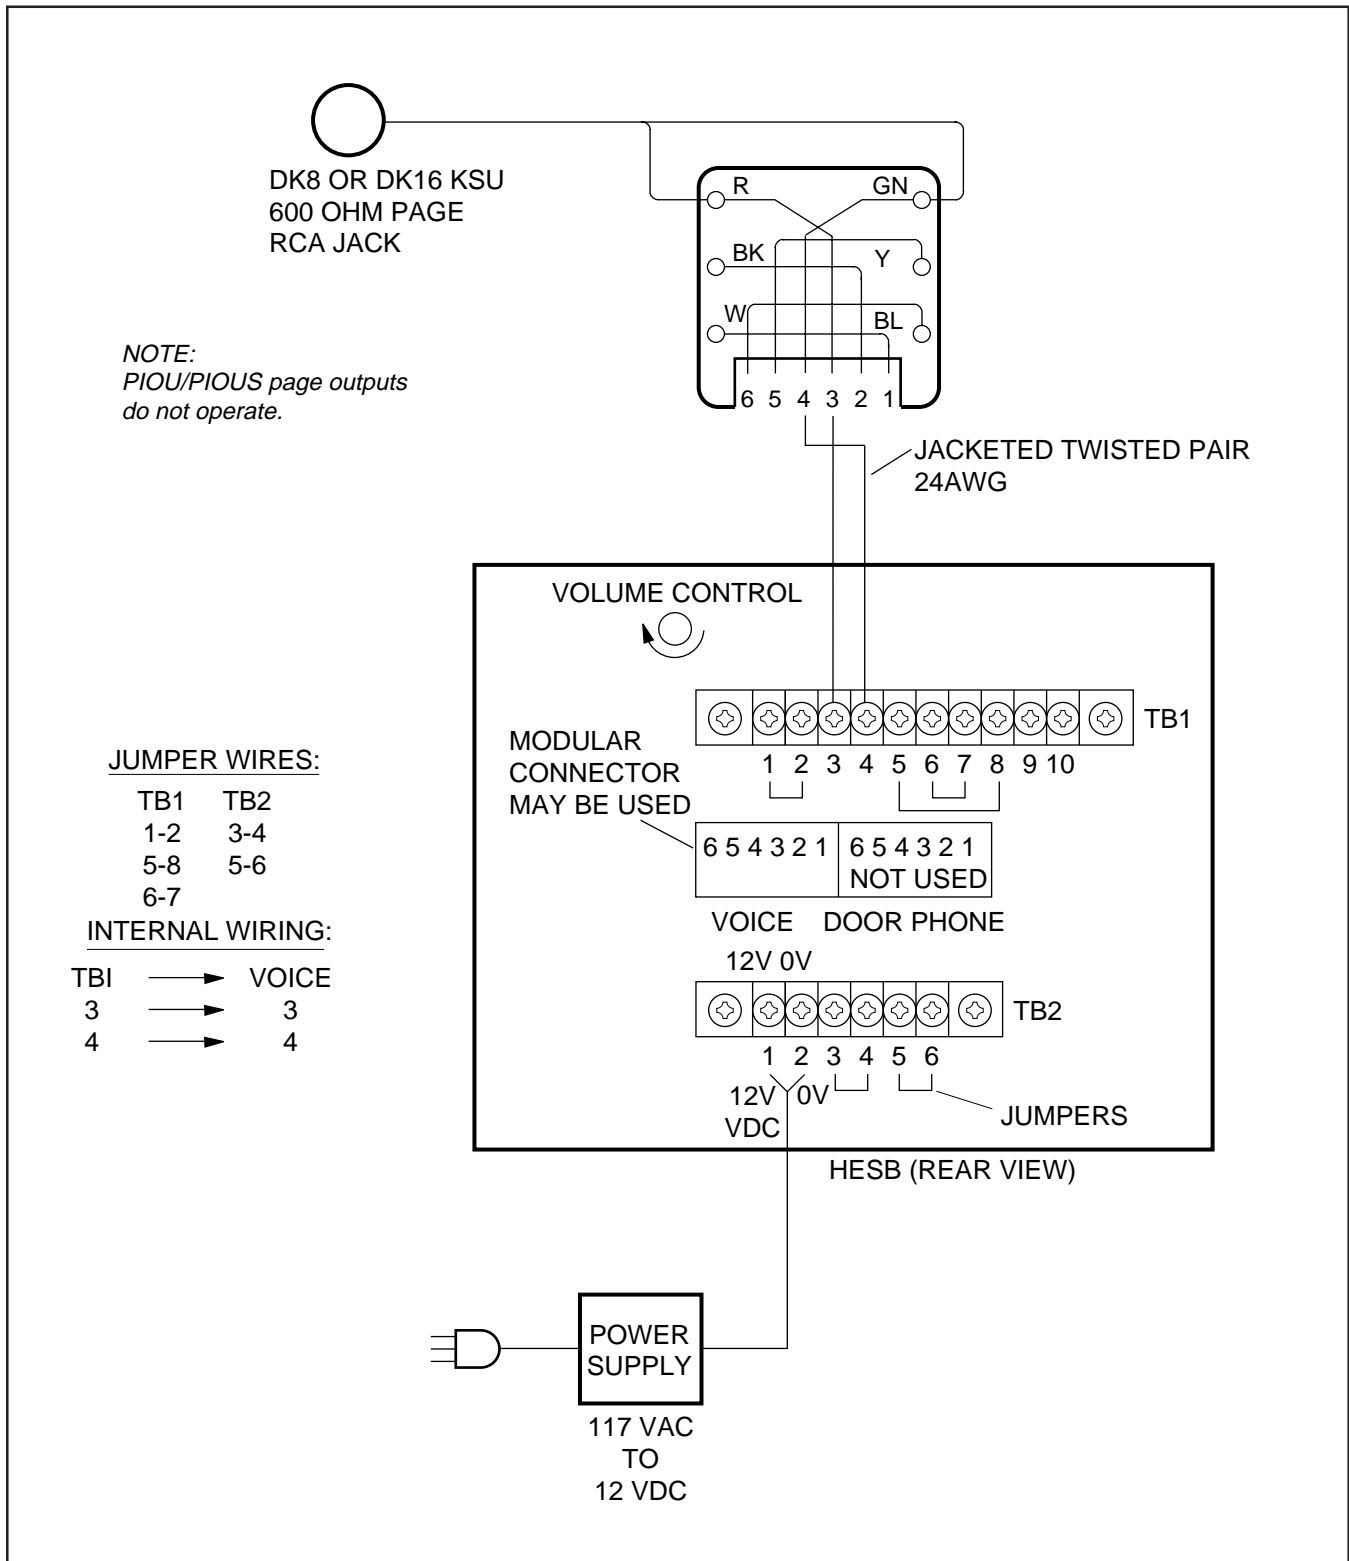 DK8 OR DK16 KSU
600 OHM PAGE
RCA JACK
R GN
BK Y
W BL
6 5 4 3 2 1
NOTE:
PIOU/PIOUS page outputs
do not operate.
JACKETED TWISTED PAIR
24AWG
VOLUME CONTROL
TB1
1 2 3 4 5 6 7 8 9 10
MODULAR
CONNECTOR
MAY BE USED
6 5 4 3 2 1 6 5 4 3 2 1
NOT USED
VOICE DOOR PHONE
12V 0V
TB2
1 2 3 4 5 6
12V 0V
VDC
JUMPERS
HESB (REAR VIEW)
JUMPER WIRES:
TB1 TB2
1-2 3-4
5-8 5-6
6-7
INTERNAL WIRING:
TBI VOICE
3 3
4 4
POWER
SUPPLY
117 VAC
TO
12 VDC